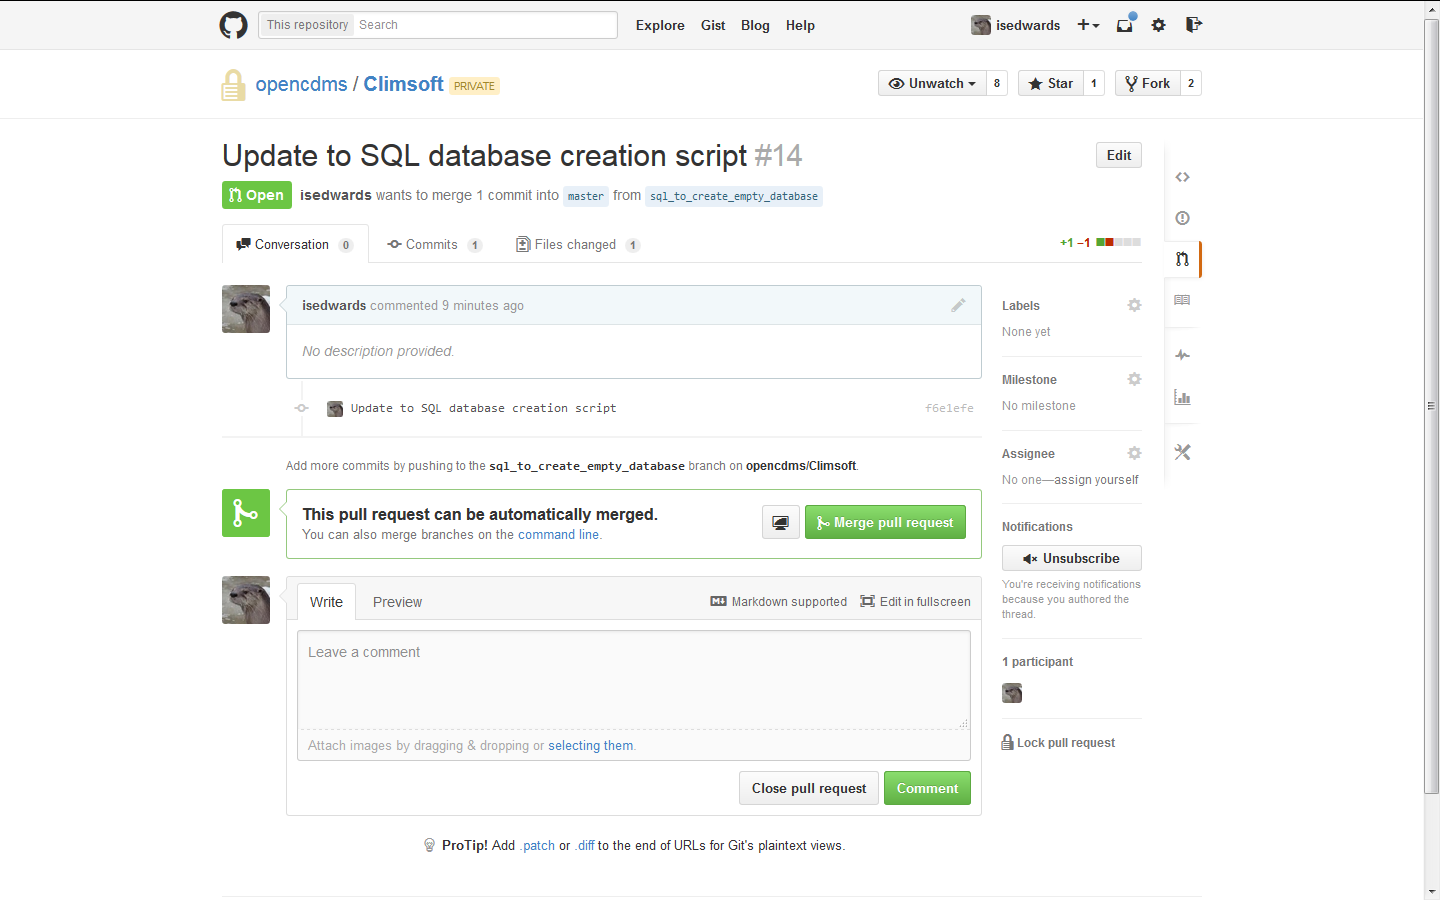 This repository Search Explore Gist Blog Help isedwards
opencdms / Climsoft PRIVATE Unwatch 8 Star 1 Fork 2
Update to SQL database creation script #14 Edit
Open isedwards wants to merge 1 commit into master from sql_to_create_empty_database
Conversation 0 Commits 1 Files changed 1 +1 −1
isedwards commented 9 minutes ago
No description provided.
Update to SQL database creation script f6e1efe
Add more commits by pushing to the sql_to_create_empty_database branch on opencdms/Climsoft.
This pull request can be automatically merged.
You can also merge branches on the command line.
Merge pull request
Write Preview Markdown supported Edit in fullscreen
Leave a comment
Attach images by dragging & dropping or selecting them.
Close pull request Comment
ProTip! Add .patch or .diff to the end of URLs for Git's plaintext views.
Labels
None yet
Milestone
No milestone
Assignee
No one—assign yourself
Notifications
Unsubscribe
You're receiving notifications
because you authored the
thread.
1 participant
Lock pull request